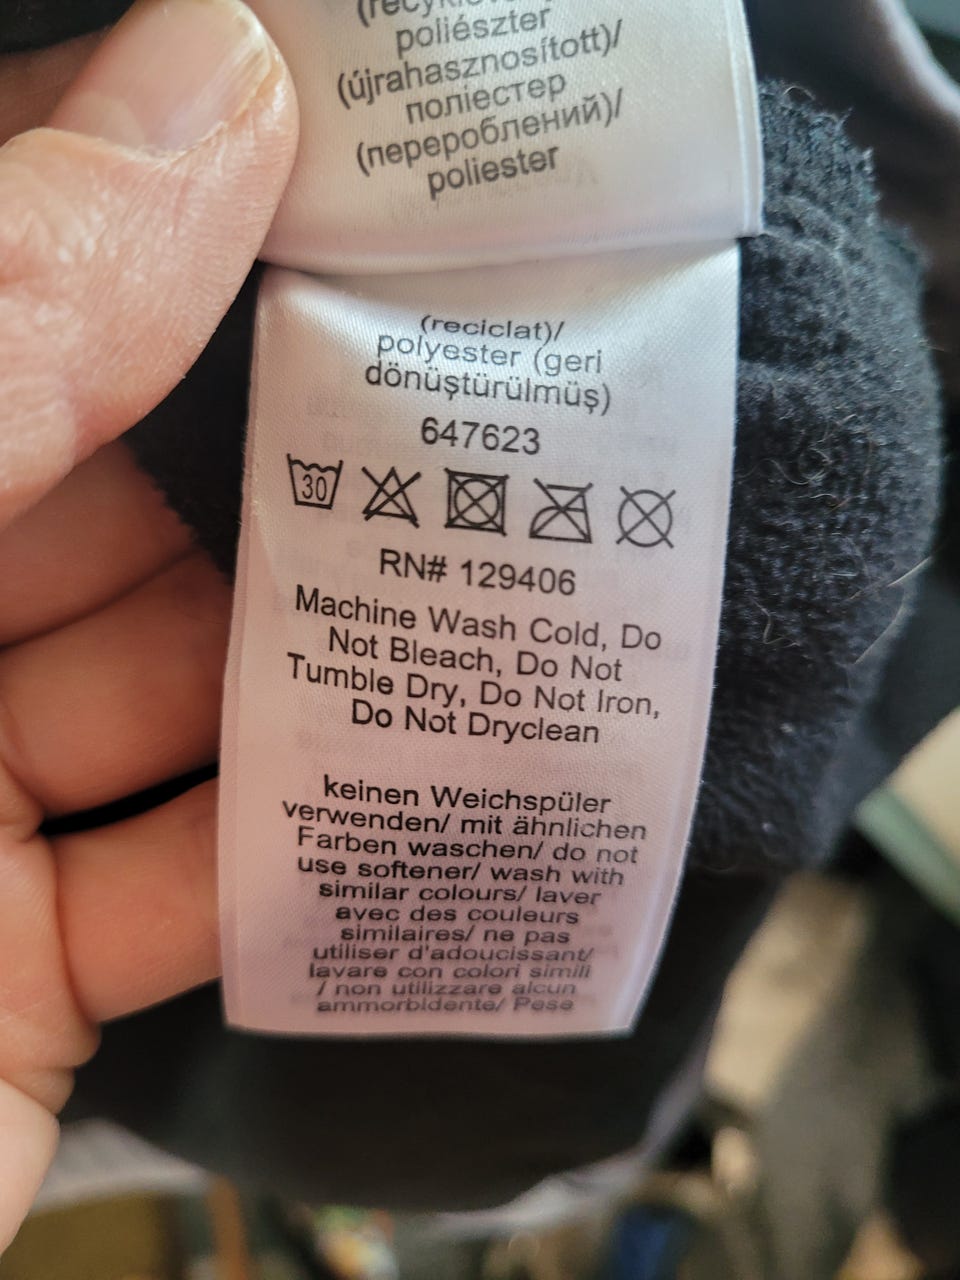 poliészter
(újrahasznosított)/
поліестер
(перероблений)/
poliester
(reciclat)/
polyester (geri
dönüştürülmüş)
647623
30
RN# 129406
Machine Wash Cold, Do
Not Bleach, Do Not
Tumble Dry, Do Not Iron,
Do Not Dryclean
keinen Weichspüler
verwenden/ mit ähnlichen
Farben waschen/ do not
use softener/ wash with
similar colours/ laver
avec des couleurs
similaires/ ne pas
utiliser d'adoucissant/
lavare con colori simili
/ non utilizzare alcun
ammorbidente/ Pese